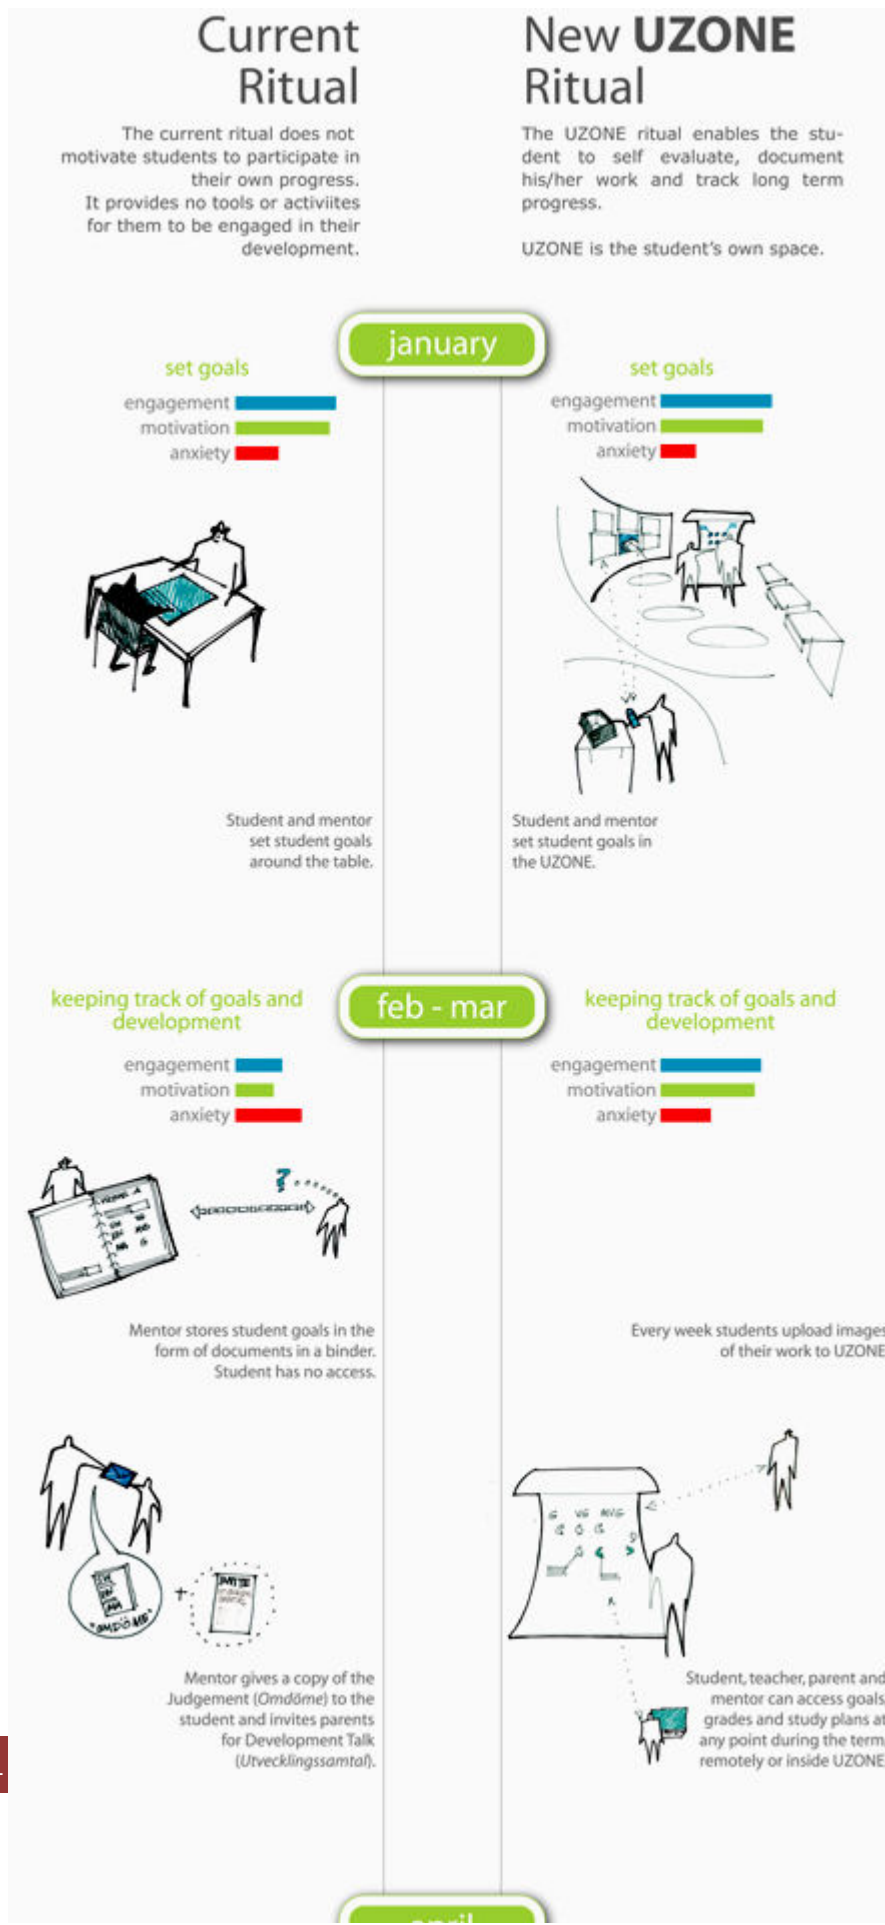 Current
Ritual
The current ritual does not
motivate students to participate in
their own progress.
It provides no tools or activiites
for them to be engaged in their
development.
New UZONE
Ritual
The UZONE ritual enables the stu-
dent to self evaluate, document
his/her work and track long term
progress.
UZONE is the student's own space.
january
set goals
engagement
motivation
anxiety
set goals
engagement
motivation
anxiety
Student and mentor
set student goals
around the table.
Student and mentor
set student goals in
the UZONE.
feb - mar
keeping track of goals and
development
engagement
motivation
anxiety
keeping track of goals and
development
engagement
motivation
anxiety
?
Mentor stores student goals in the
form of documents in a binder.
Student has no access.
Every week students upload images
of their work to UZONE
"OMDÖME"
+
G VG MVG
Mentor gives a copy of the
Judgement (Omdöme) to the
student and invites parents
for Development Talk
(Utvecklingssamtal).
Student, teacher, parent and
mentor can access goals,
grades and study plans at
any point during the term,
remotely or inside UZONE
april